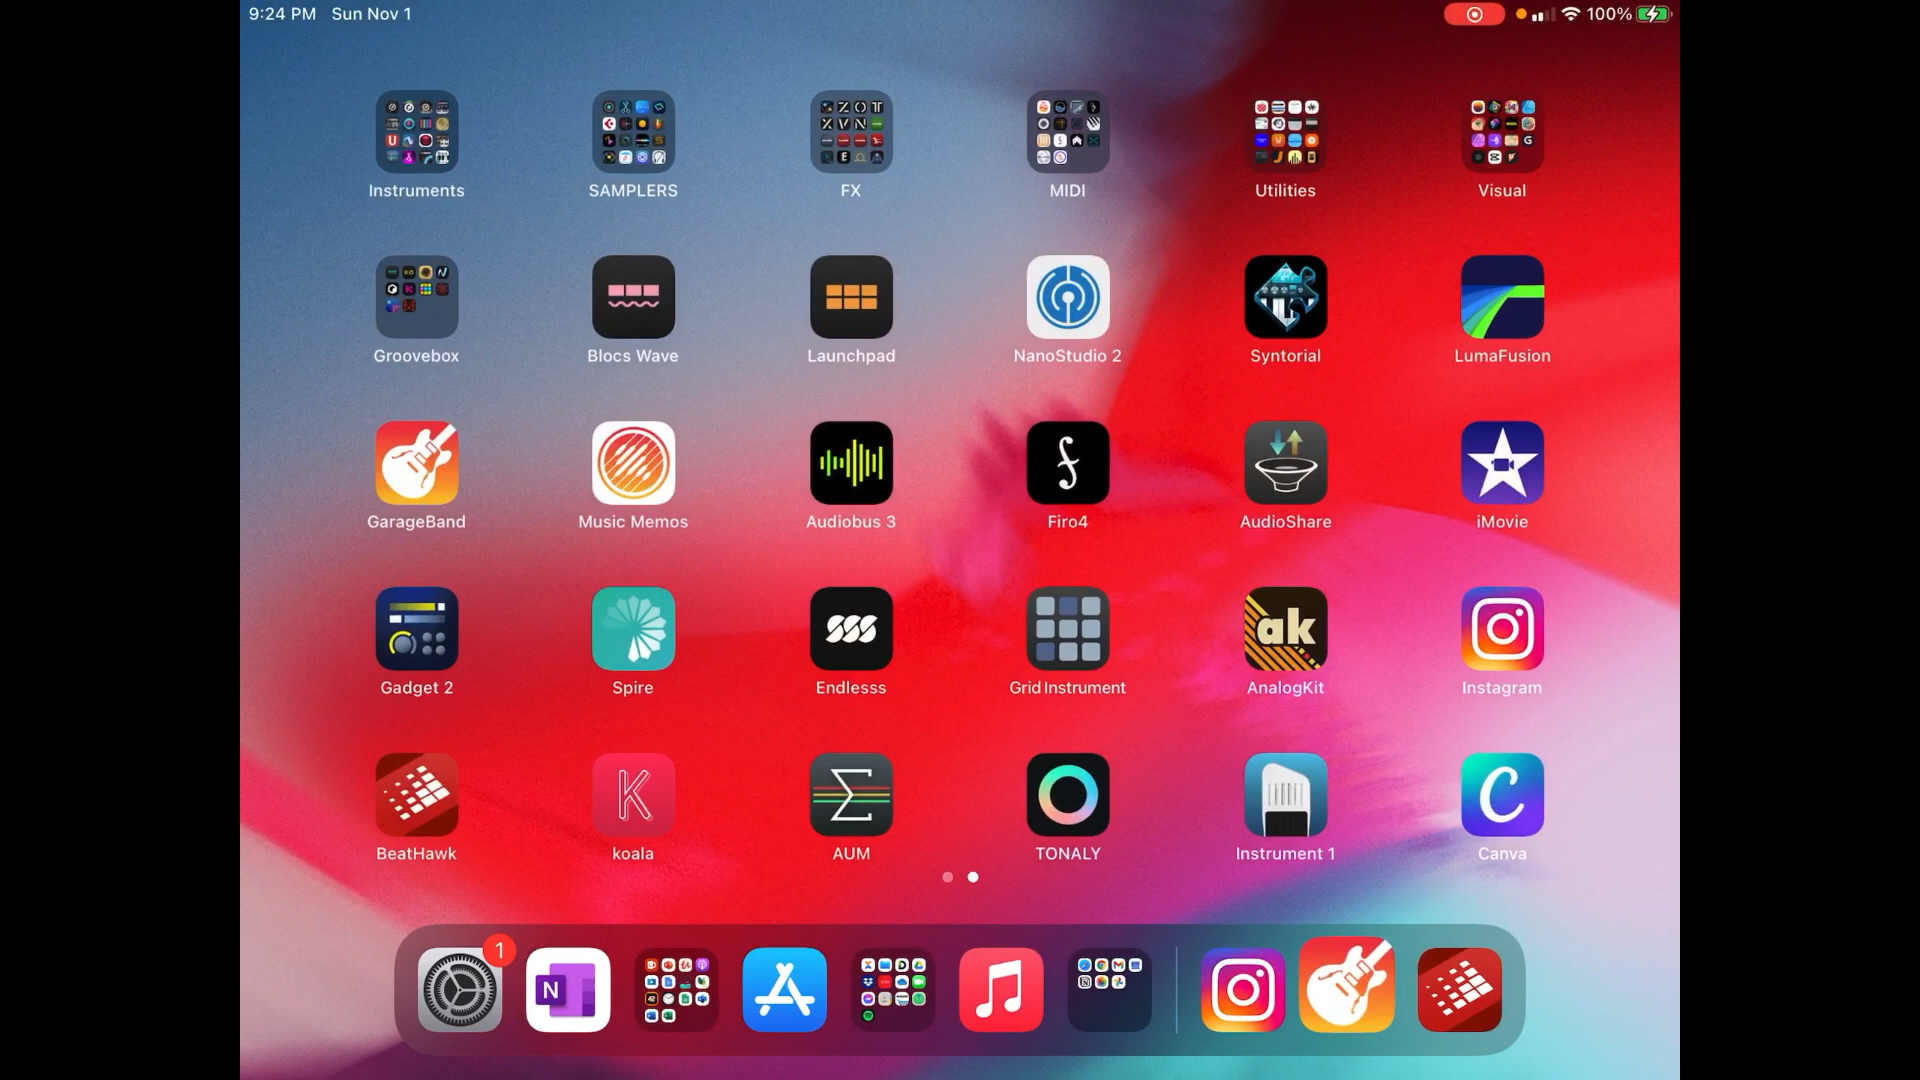 9:24 PM Sun Nov 1 100%
Instruments SAMPLERS FX MIDI Utilities Visual
Groovebox Blocs Wave Launchpad NanoStudio 2 Syntorial LumaFusion
GarageBand Music Memos Audiobus 3 Firo4 AudioShare iMovie
ak
Gadget 2 Spire Endlesss Grid Instrument AnalogKit Instagram
K Σ C
BeatHawk koala AUM TONALY Instrument 1 Canva
1
N